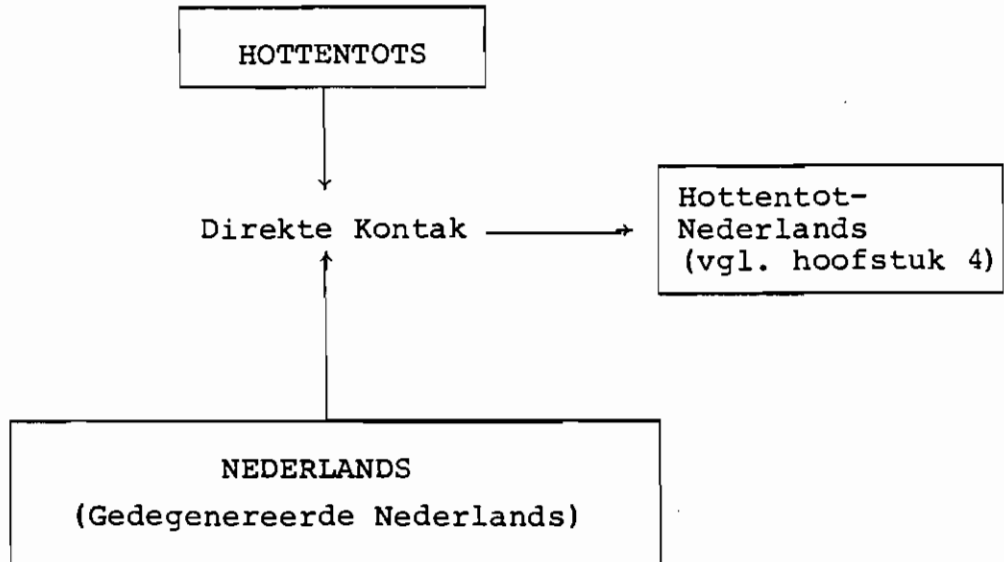 HOTTENTOTS
Direkte Kontak
Hottentot-
Nederlands
(vgl. hoofstuk 4)
NEDERLANDS
(Gedegenereerde Nederlands)